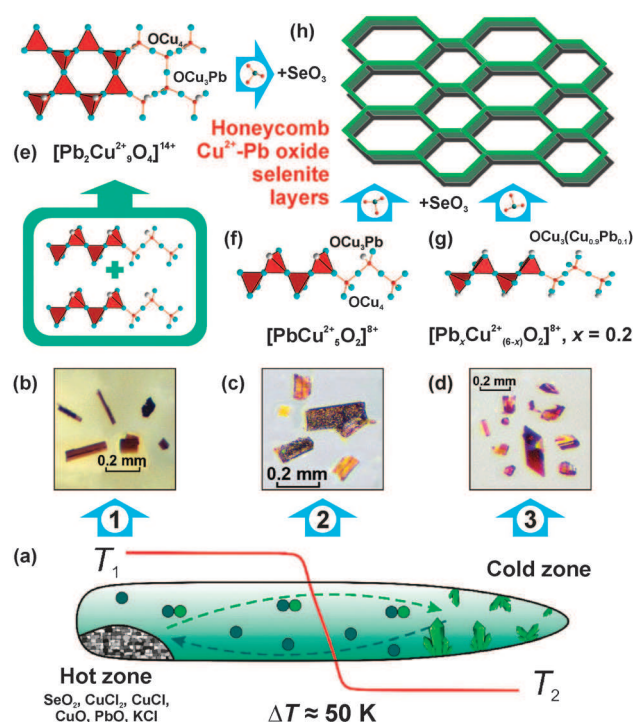 OCu₄
OCu₃Pb
+SeO₃
(h)
(e)
[Pb₂Cu²⁺₉O₄]¹⁴⁺
Honeycomb
Cu²⁺-Pb oxide
selenite
layers
+SeO₃
(f)
OCu₃Pb
OCu₄
[PbCu²⁺₅O₂]⁸⁺
(g)
OCu₃(Cu₀.₉Pb₀.₁)
[PbₓCu²⁺₍₆₋ₓ₎O₂]⁸⁺, x = 0.2
(b)
0.2 mm
(c)
0.2 mm
(d)
0.2 mm
1
2
3
(a)
T₁
Cold zone
Hot zone
SeO₂, CuCl₂, CuCl,
CuO, PbO, KCl
ΔT ≈ 50 K
T₂